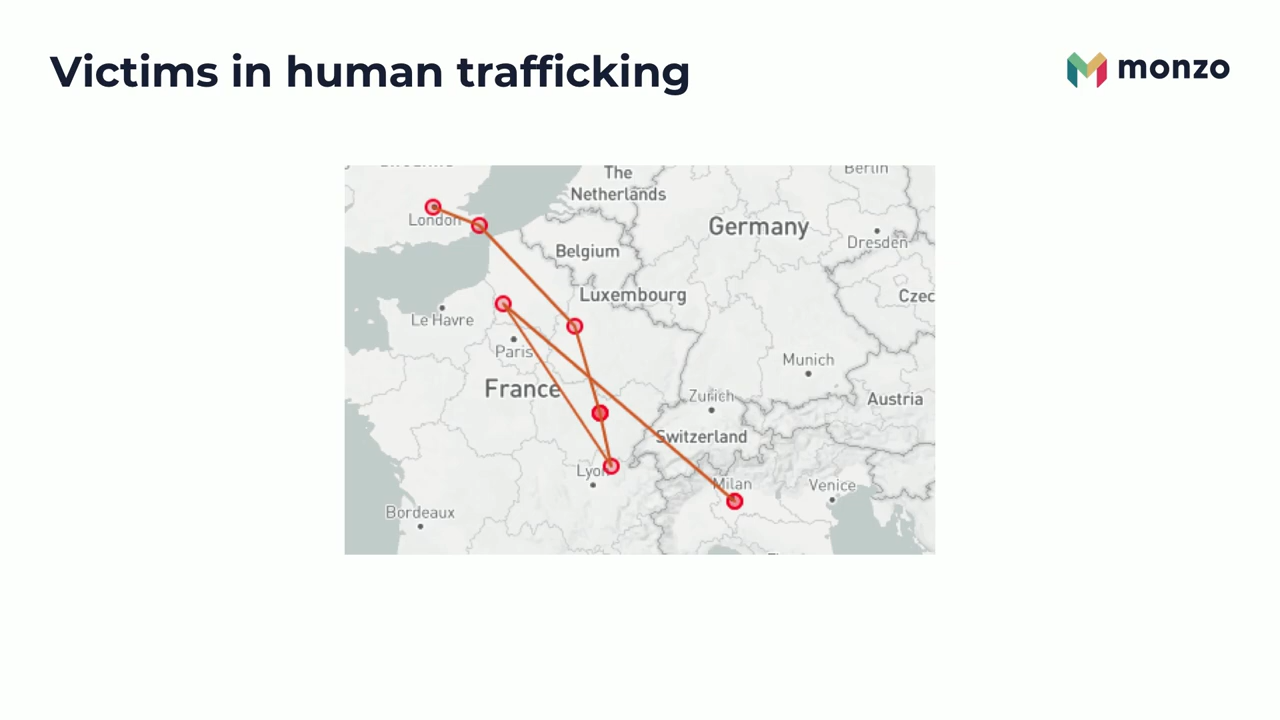 Victims in human trafficking
monzo
Berlin
The
Netherlands
Germany
London
Dresden
Belgium
Luxembourg
Czec
Le Havre
Paris
Munich
France
Zurich
Austria
Switzerland
Lyon
Milan
Venice
Bordeaux